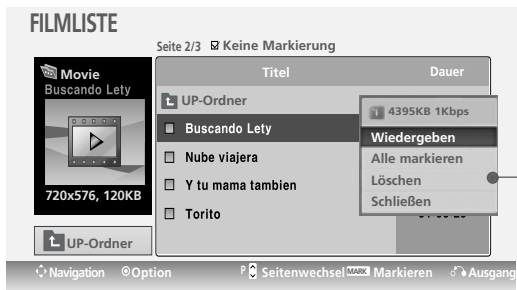 FILMLISTE
Seite 2/3 ☑ Keine Markierung
Movie
Buscando Lety
720x576, 120KB
UP-Ordner
Titel Dauer
UP-Ordner
Buscando Lety
Nube viajera
Y tu mama tambien
Torito
4395KB 1Kbps
Wiedergeben
Alle markieren
Löschen
Schließen
Navigation Option P Seitenwechsel MARK Markieren Ausgang